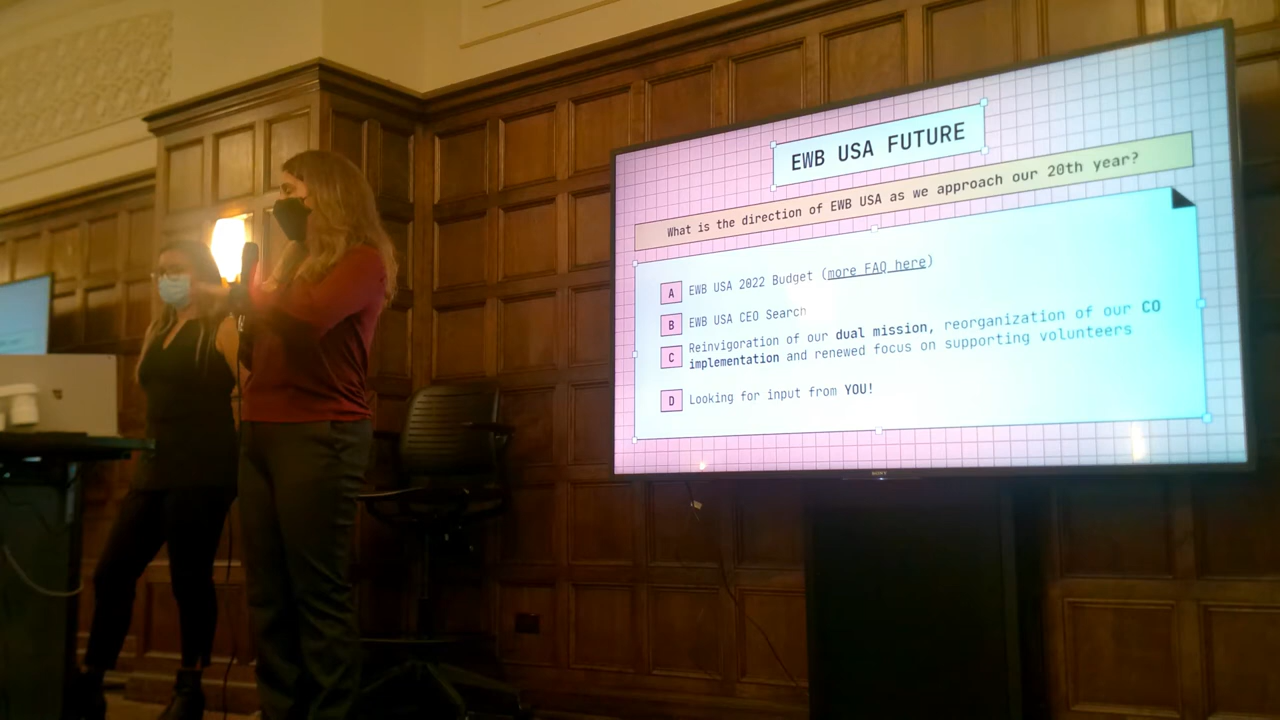 EWB USA FUTURE
What is the direction of EWB USA as we approach our 20th year?
A EWB USA 2022 Budget (more FAQ here)
B EWB USA CEO Search
C Reinvigoration of our dual mission, reorganization of our CO
implementation and renewed focus on supporting volunteers
D Looking for input from YOU!
SONY